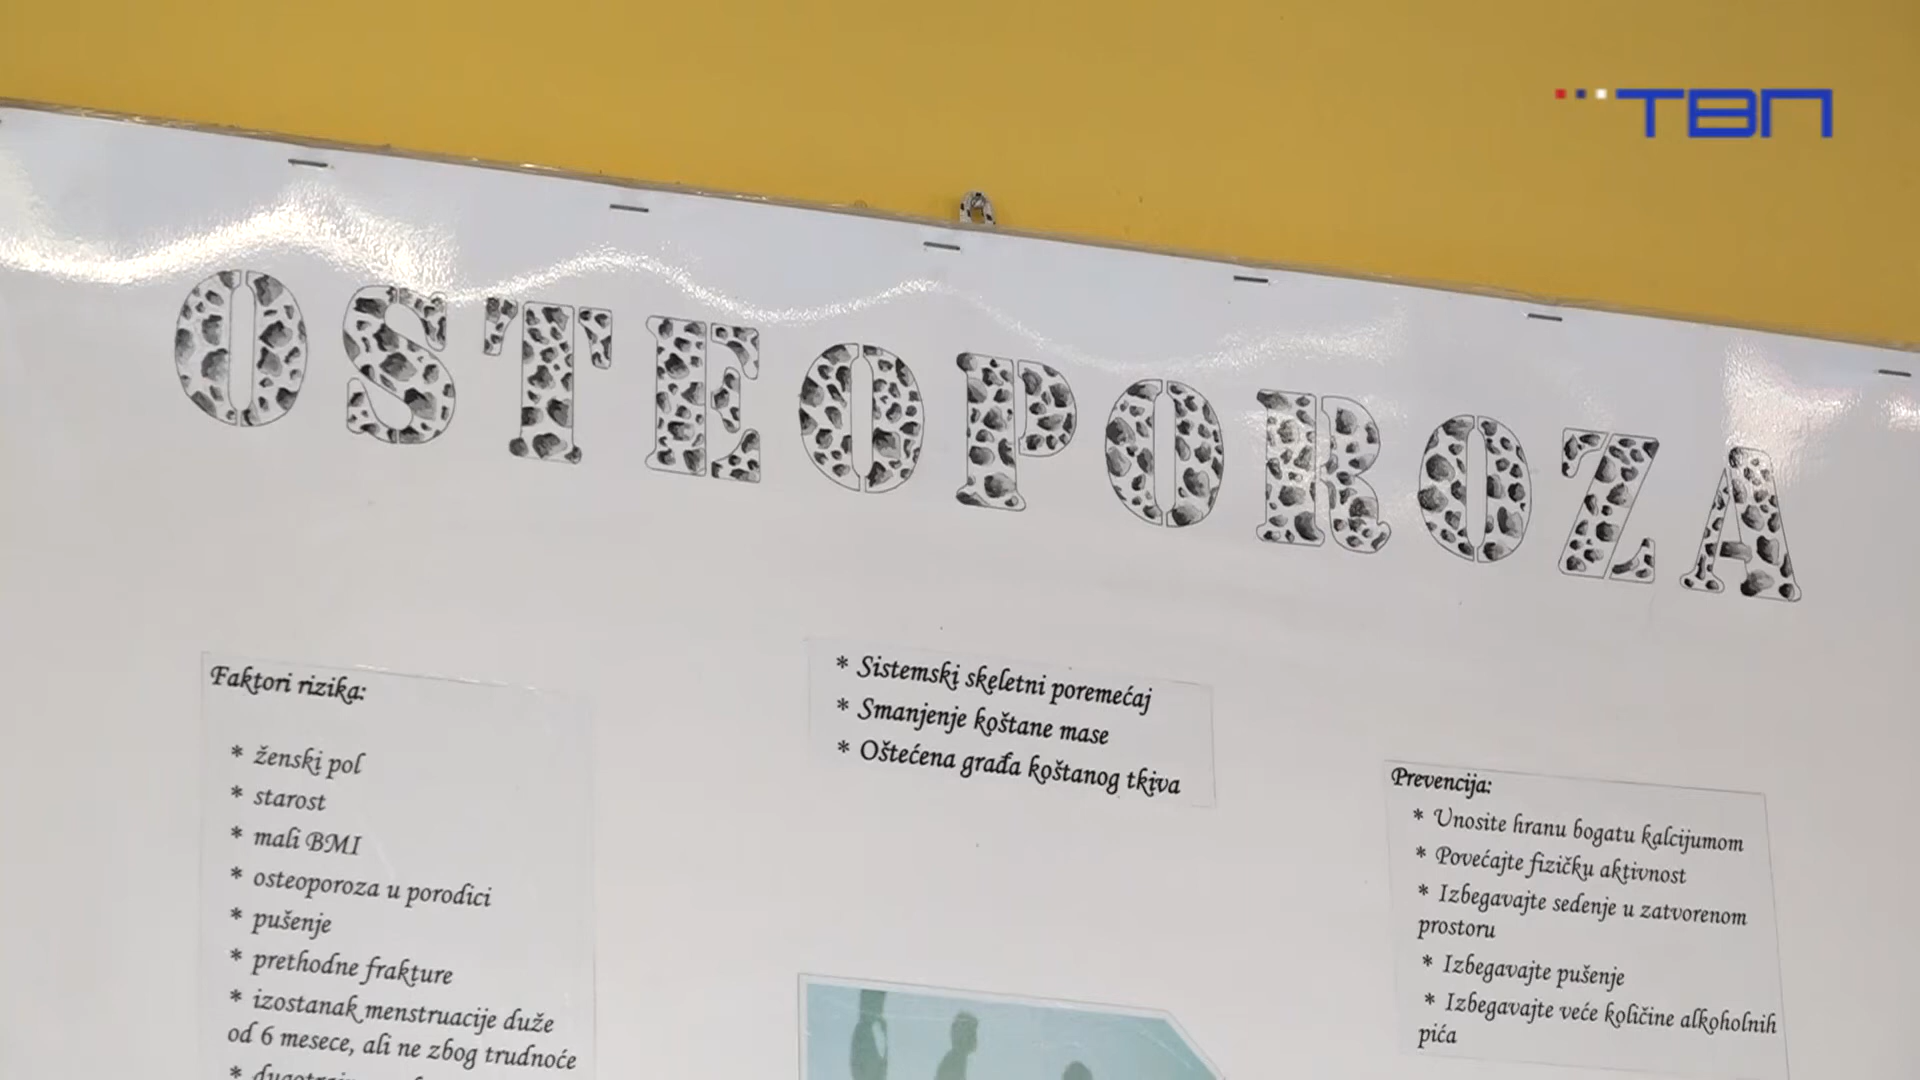 ТВП
OSTEOPOROZA
Faktori rizika:
* ženski pol
* starost
* mali BMI
* osteoporoza u porodici
* pušenje
* prethodne frakture
* izostanak menstruacije duže
od 6 mesece, ali ne zbog trudnoće
*
* Sistemski skeletni poremećaj
* Smanjenje koštane mase
* Oštećena građa koštanog tkiva
Prevencija:
* Unosite hranu bogatu kalcijumom
* Povećajte fizičku aktivnost
* Izbegavajte sedenje u zatvorenom
prostoru
* Izbegavajte pušenje
* Izbegavajte veće količine alkoholnih
pića